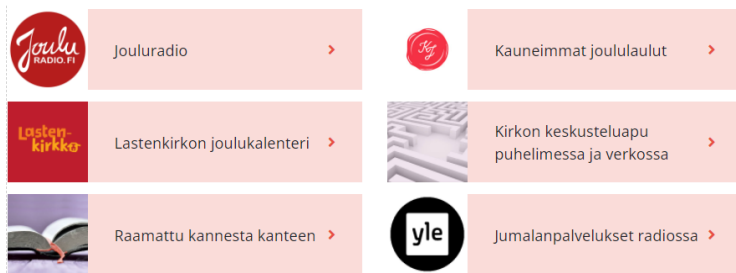 Joulu
RADIO.FI
Jouluradio
KJ
Kauneimmat joululaulut
Lasten-
kirkko
Lastenkirkon joulukalenteri
Kirkon keskusteluapu
puhelimessa ja verkossa
Raamattu kannesta kanteen
yle
Jumalanpalvelukset radiossa